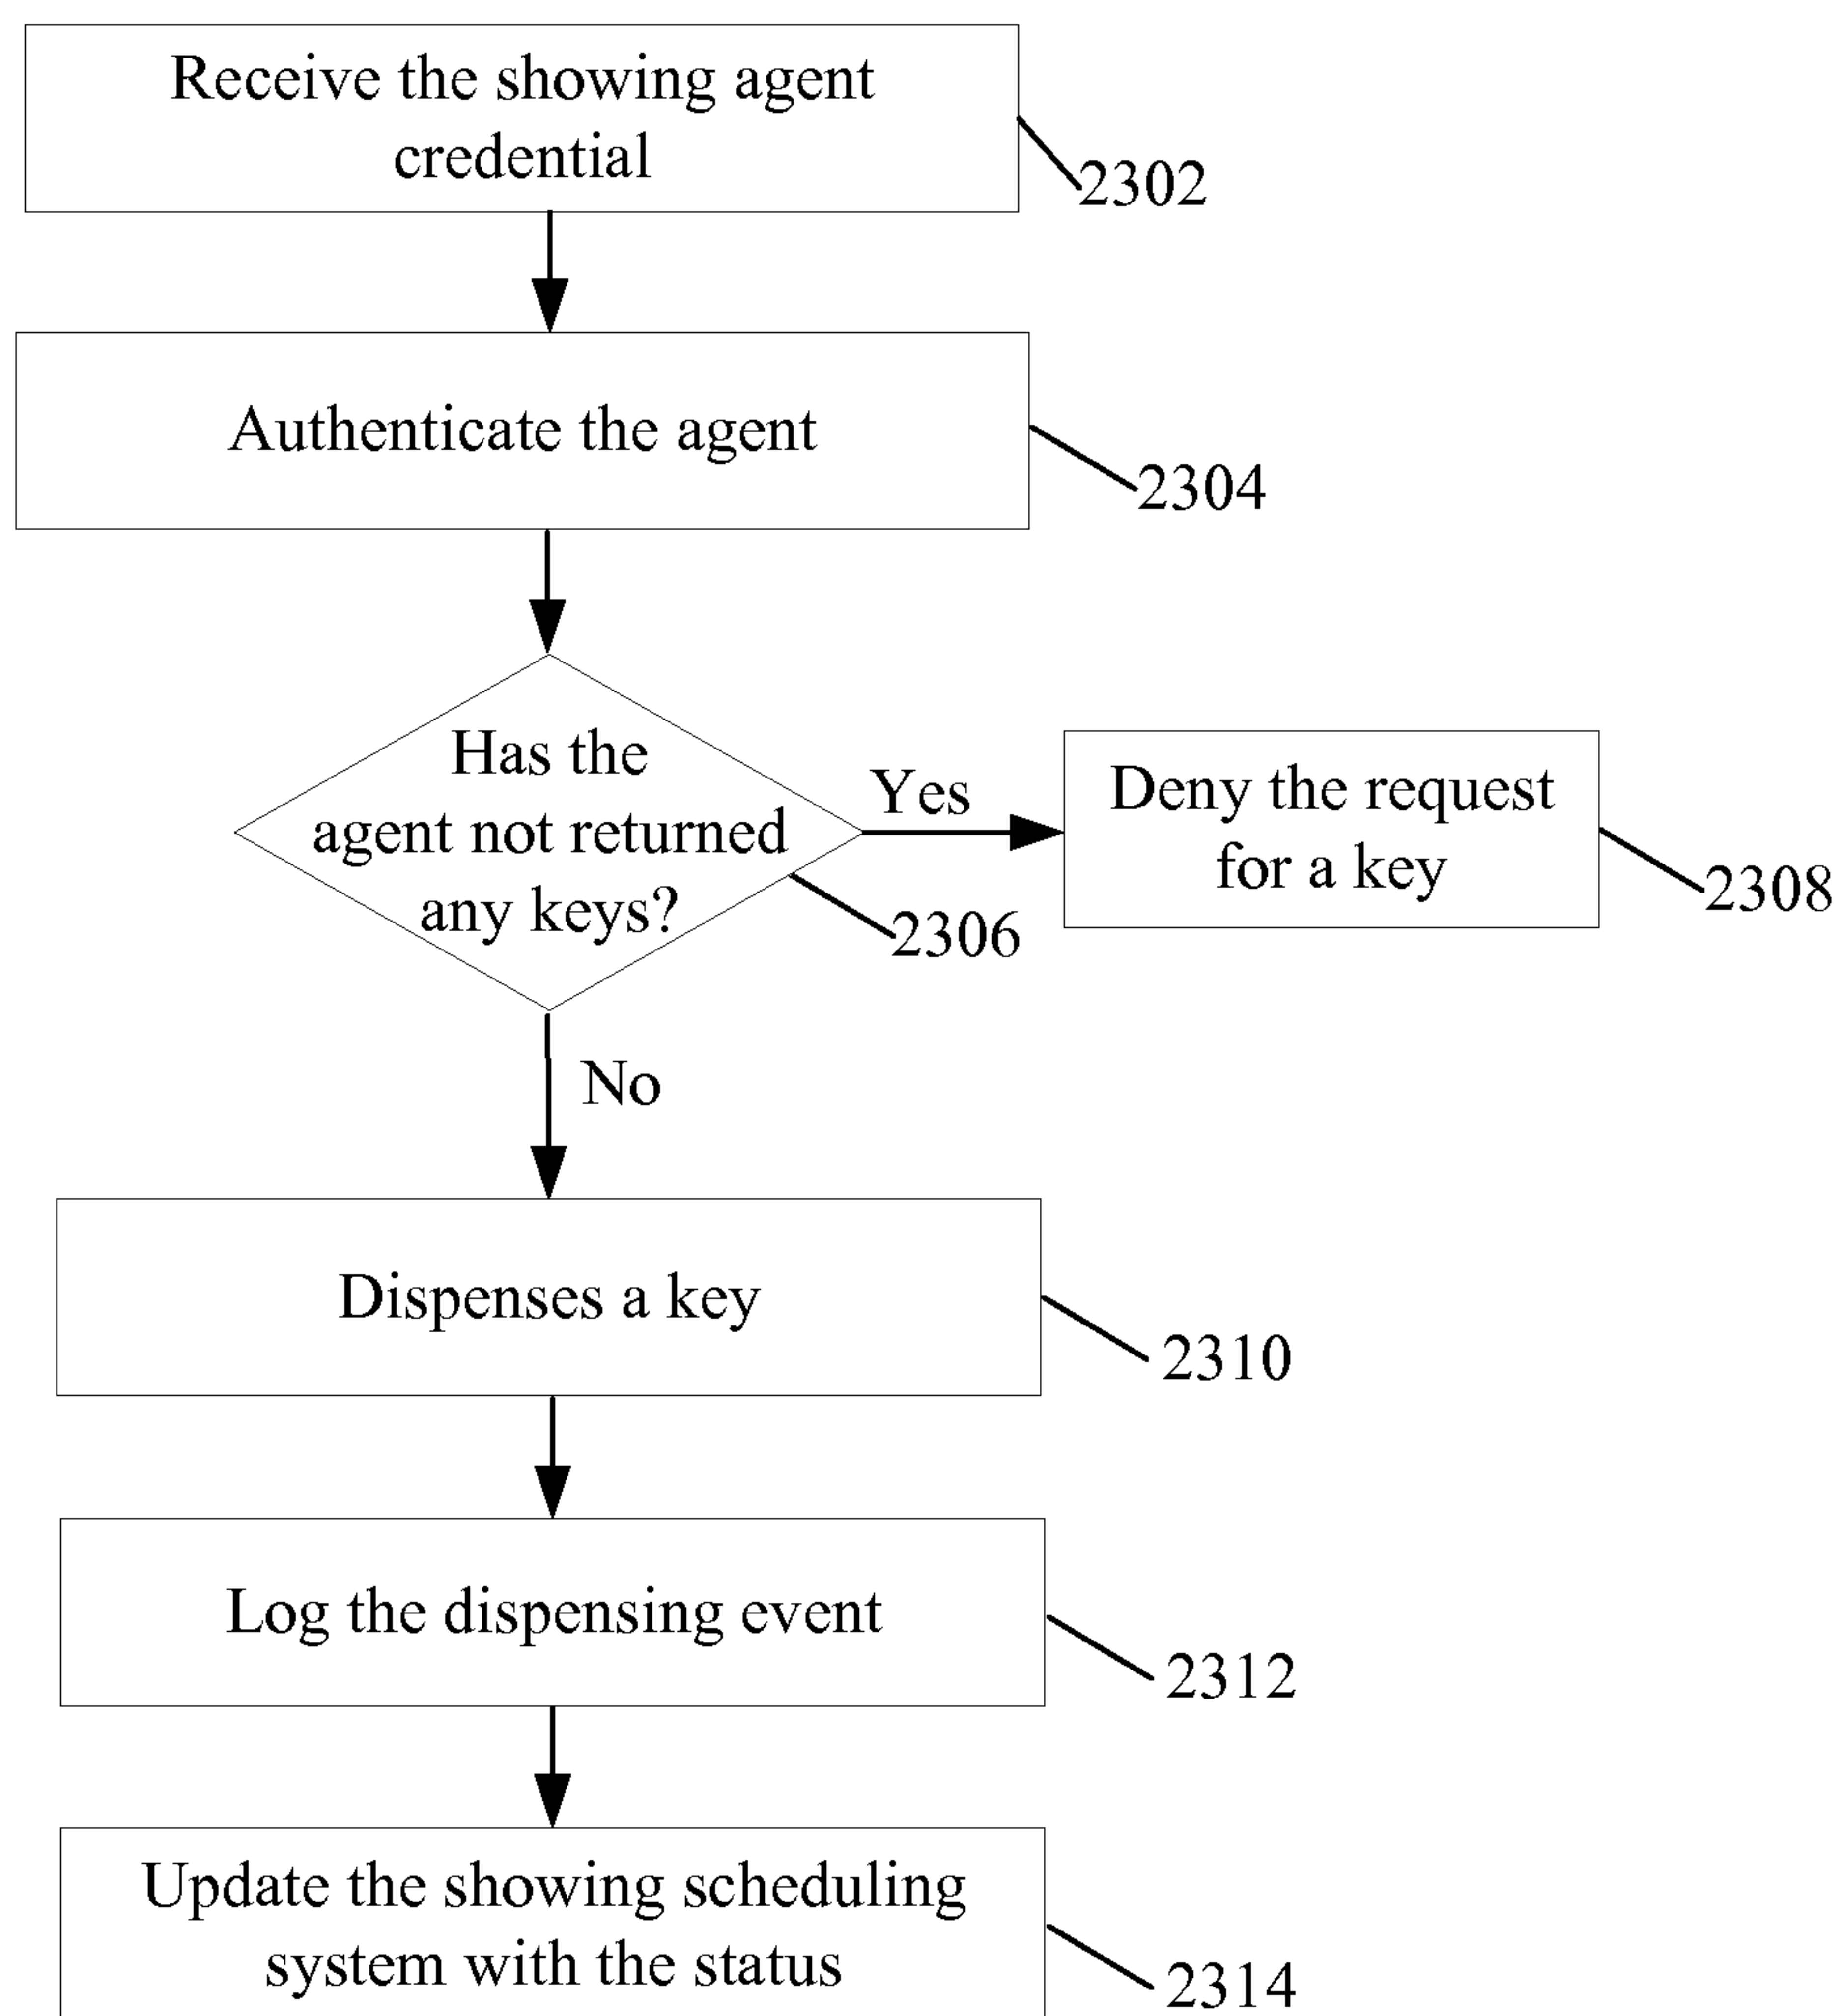 Receive the showing agent
credential
2302
Authenticate the agent
2304
Has the
agent not returned
any keys?
2306
Yes
Deny the request
for a key
2308
No
Dispenses a key
2310
Log the dispensing event
2312
Update the showing scheduling
system with the status
2314